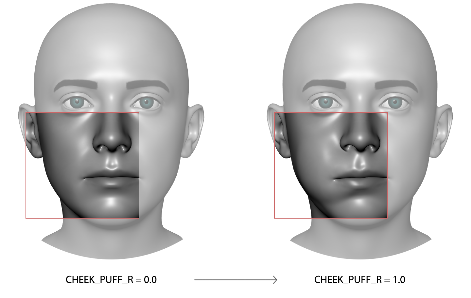 CHEEK_PUFF_R = 0.0
CHEEK_PUFF_R = 1.0